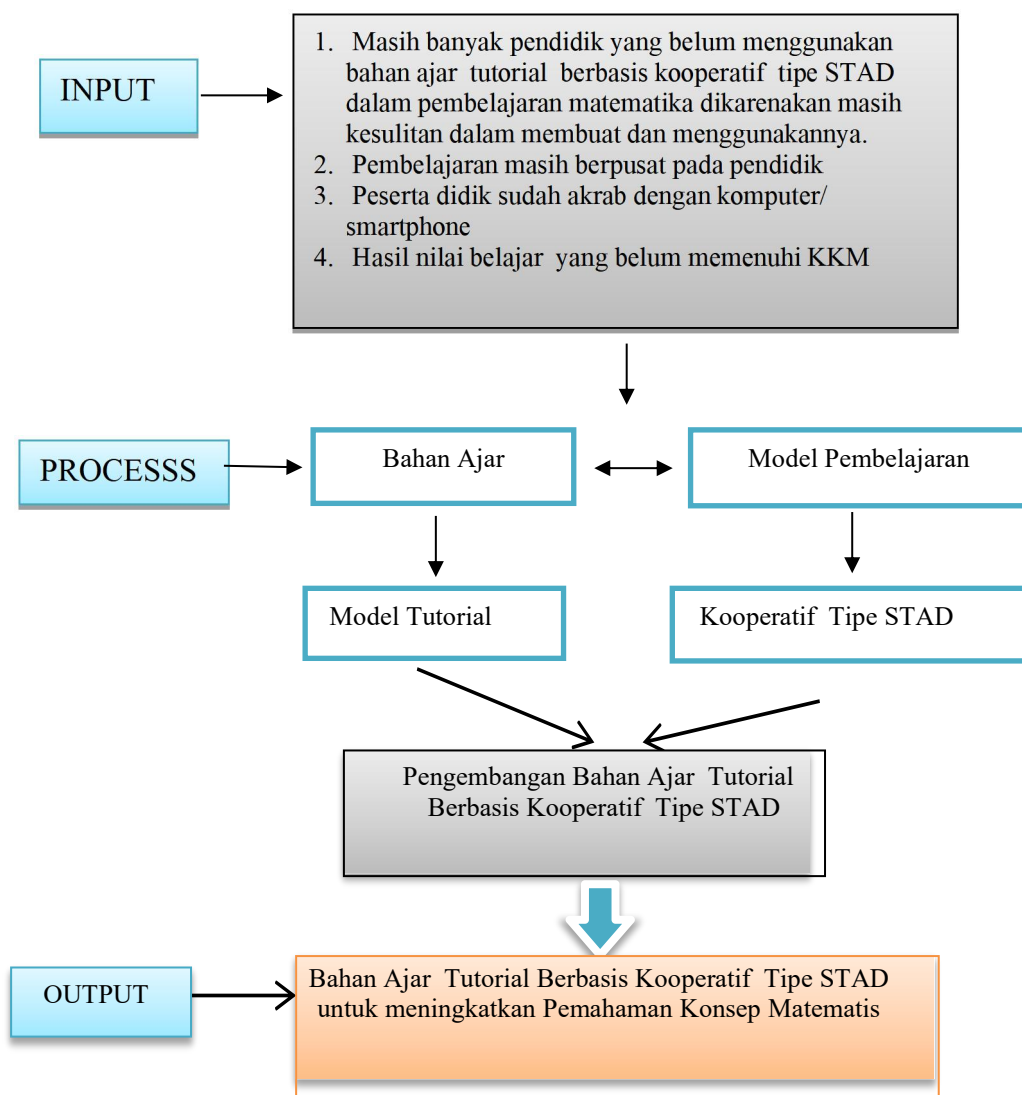 INPUT
1. Masih banyak pendidik yang belum menggunakan
bahan ajar tutorial berbasis kooperatif tipe STAD
dalam pembelajaran matematika dikarenakan masih
kesulitan dalam membuat dan menggunakannya.
2. Pembelajaran masih berpusat pada pendidik
3. Peserta didik sudah akrab dengan komputer/
smartphone
4. Hasil nilai belajar yang belum memenuhi KKM
PROCESSS
Bahan Ajar
Model Pembelajaran
Model Tutorial
Kooperatif Tipe STAD
Pengembangan Bahan Ajar Tutorial
Berbasis Kooperatif Tipe STAD
OUTPUT
Bahan Ajar Tutorial Berbasis Kooperatif Tipe STAD
untuk meningkatkan Pemahaman Konsep Matematis